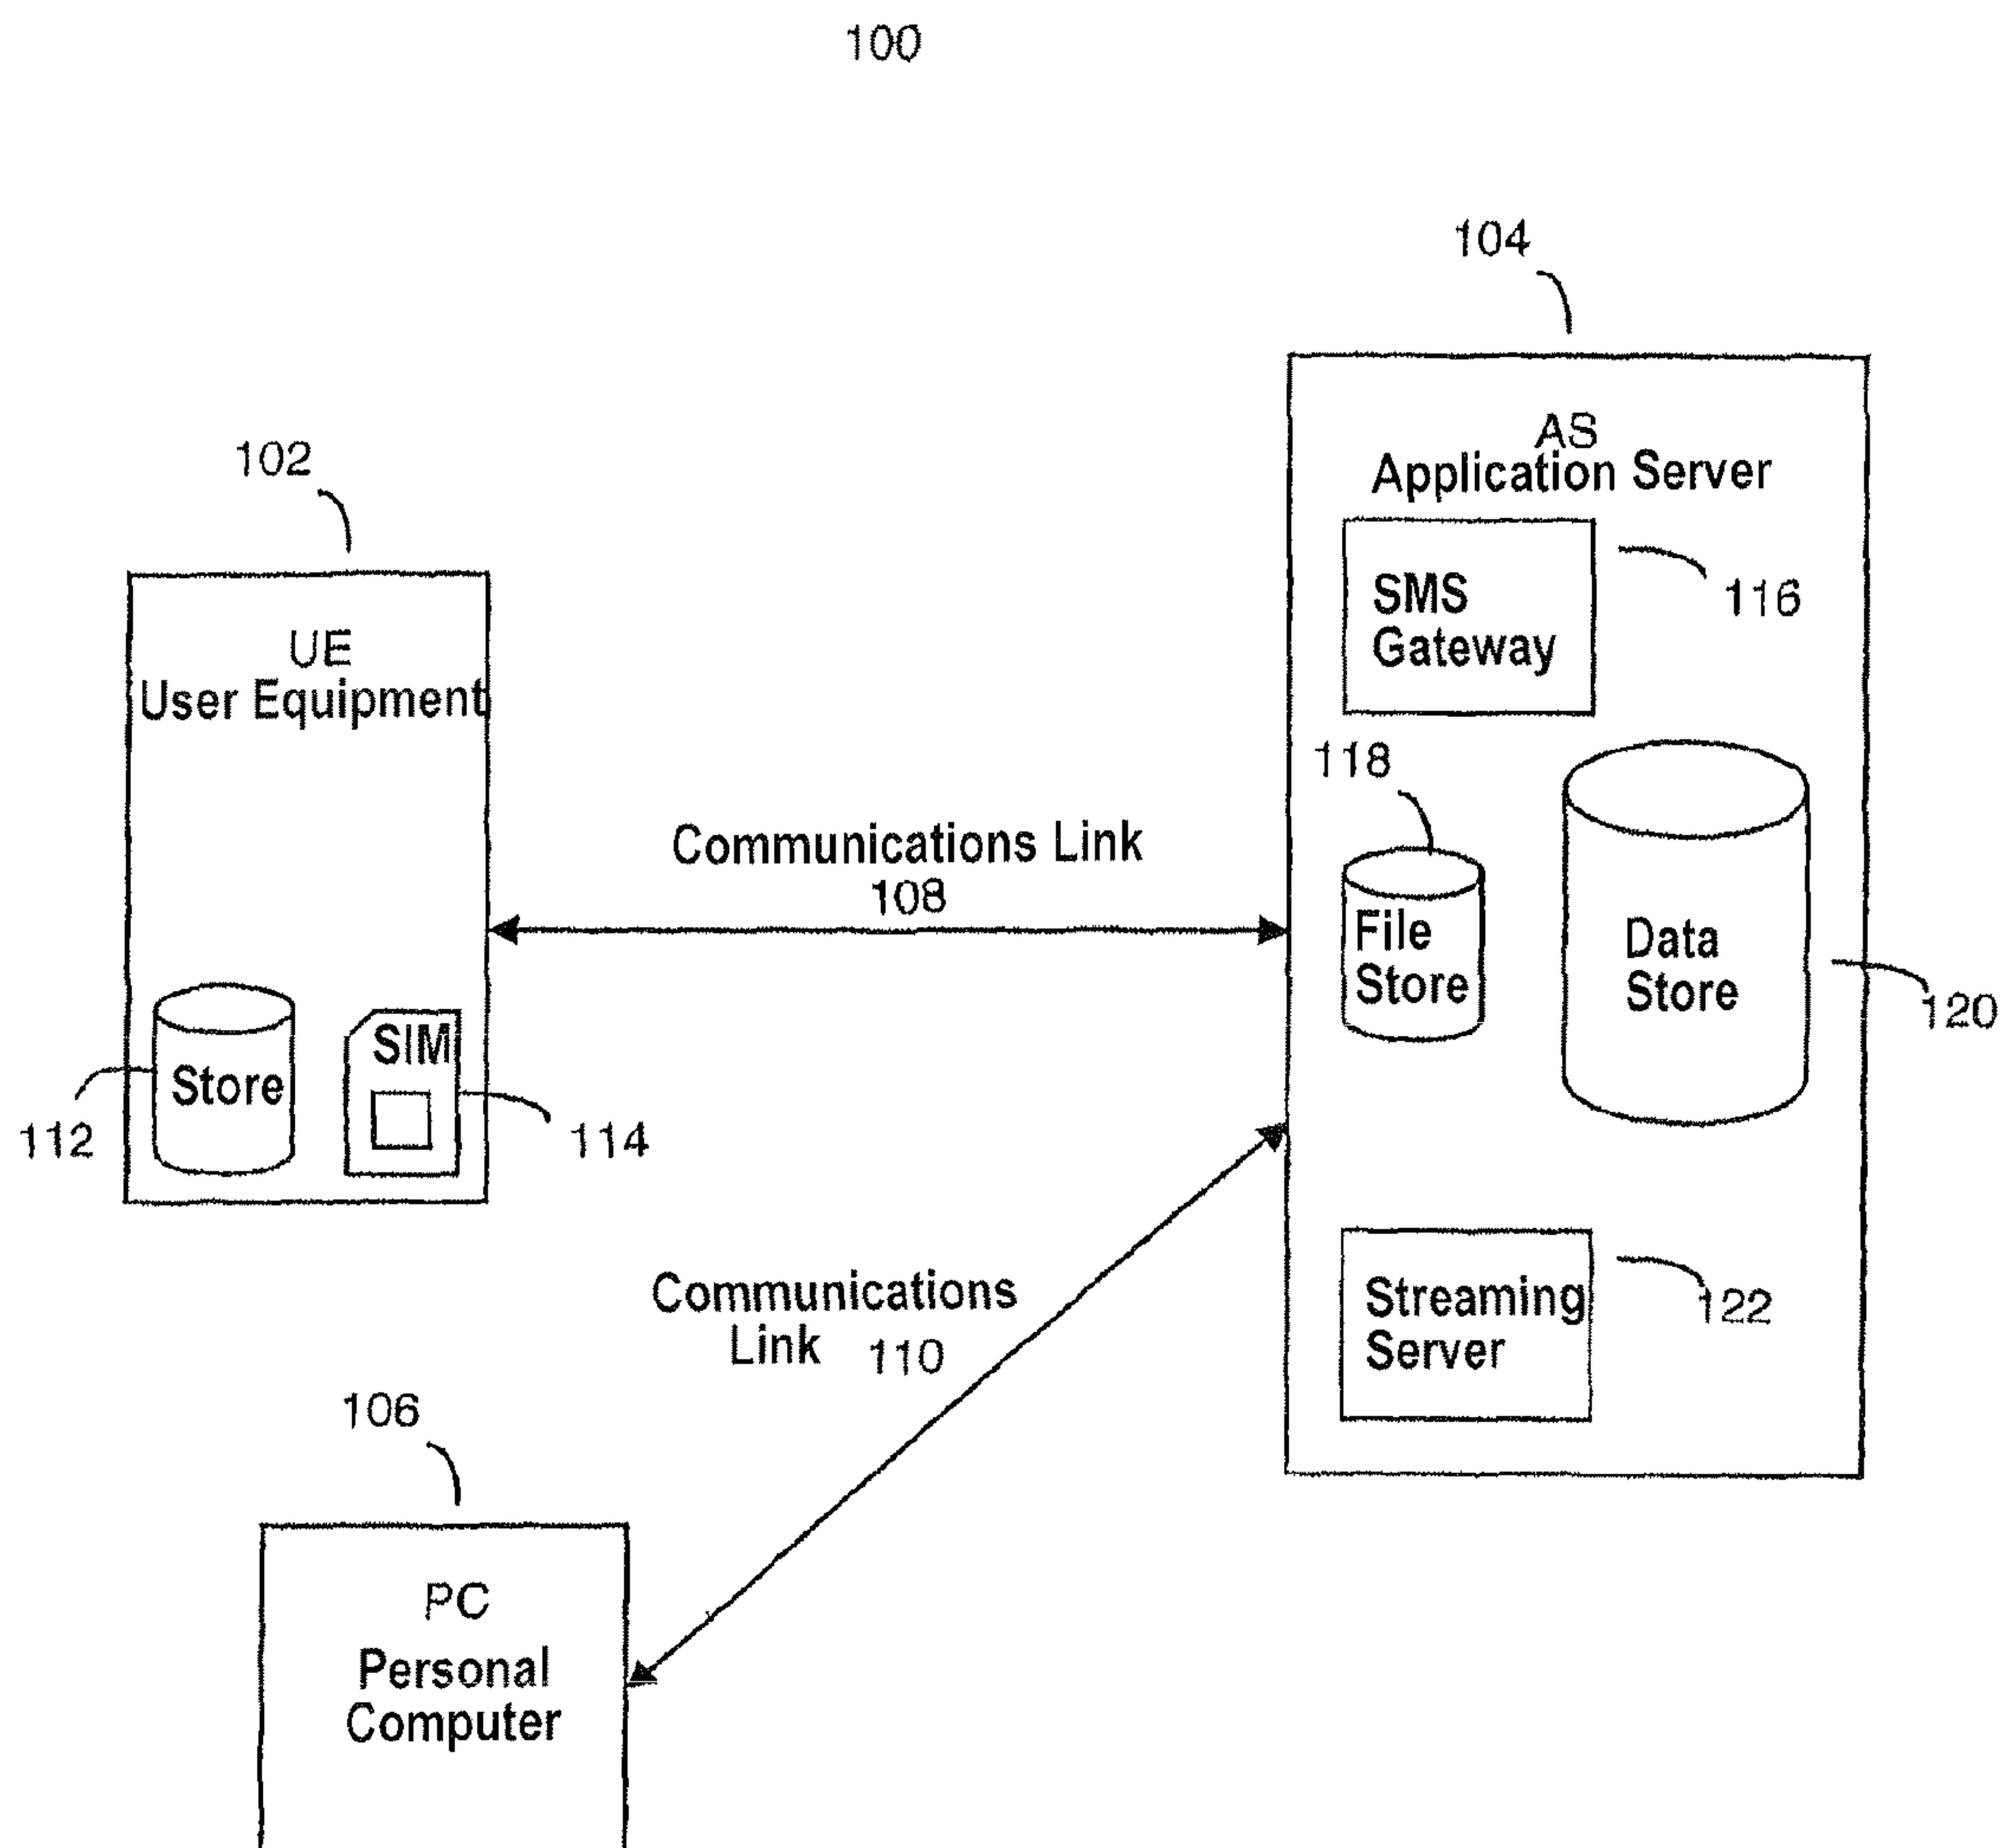 100
104
AS
Application Server
102
SMS
Gateway
116
UE
User Equipment
118
Communications Link
108
File
Store
Data
Store
120
SIM
Store
112
114
Communications
Link 110
Streaming
Server
122
106
PC
Personal
Computer